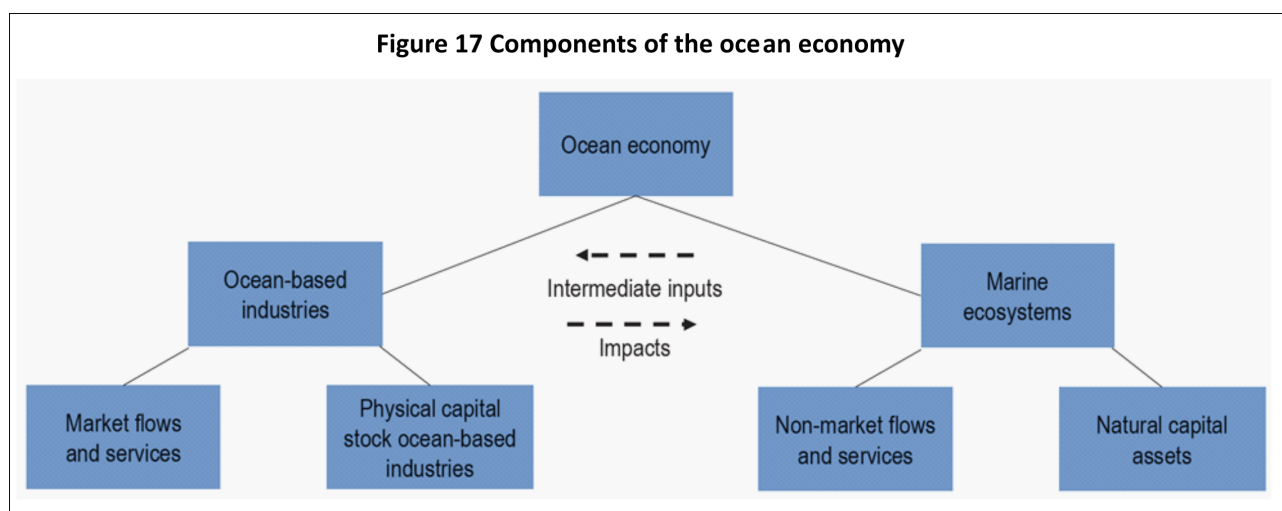 Figure 17 Components of the ocean economy
Ocean economy
Ocean-based
industries
Intermediate inputs
Impacts
Marine
ecosystems
Market flows
and services
Physical capital
stock ocean-based
industries
Non-market flows
and services
Natural capital
assets